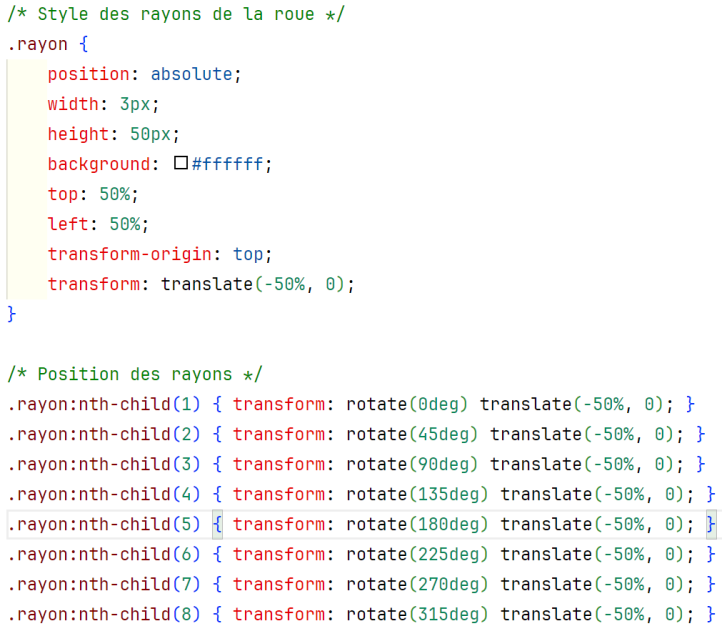 /* Style des rayons de la roue */
.rayon {
    position: absolute;
    width: 3px;
    height: 50px;
    background: #ffffff;
    top: 50%;
    left: 50%;
    transform-origin: top;
    transform: translate(-50%, 0);
}
/* Position des rayons */
.rayon:nth-child(1) { transform: rotate(0deg) translate(-50%, 0); }
.rayon:nth-child(2) { transform: rotate(45deg) translate(-50%, 0); }
.rayon:nth-child(3) { transform: rotate(90deg) translate(-50%, 0); }
.rayon:nth-child(4) { transform: rotate(135deg) translate(-50%, 0); }
.rayon:nth-child(5) { transform: rotate(180deg) translate(-50%, 0); }
.rayon:nth-child(6) { transform: rotate(225deg) translate(-50%, 0); }
.rayon:nth-child(7) { transform: rotate(270deg) translate(-50%, 0); }
.rayon:nth-child(8) { transform: rotate(315deg) translate(-50%, 0); }